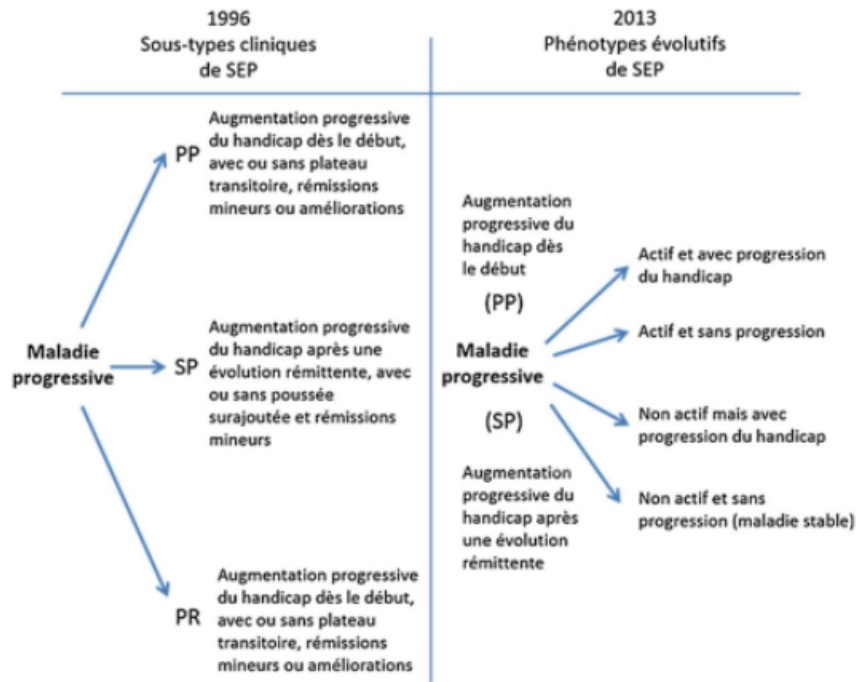 1996
Sous-types cliniques
de SEP
2013
Phénotypes évolutifs
de SEP
PP
Augmentation progressive
du handicap dès le début,
avec ou sans plateau
transitoire, rémissions
mineurs ou améliorations
Maladie
progressive
SP
Augmentation progressive
du handicap après une
évolution rémittente, avec
ou sans poussée
surajoutée et rémissions
mineurs
PR
Augmentation progressive
du handicap dès le début,
avec ou sans plateau
transitoire, rémissions
mineurs ou améliorations
Augmentation
progressive du
handicap dès
le début
(PP)
Maladie
progressive
(SP)
Augmentation
progressive du
handicap après
une évolution
rémittente
Actif et avec progression
du handicap
Actif et sans progression
Non actif mais avec
progression du handicap
Non actif et sans
progression (maladie stable)